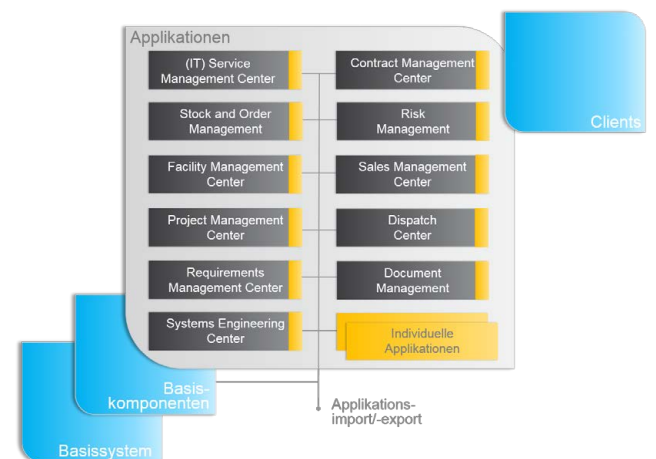 Applikationen
(IT) Service
Management Center
Contract Management
Center
Stock and Order
Management
Risk
Management
Facility Management
Center
Sales Management
Center
Project Management
Center
Dispatch
Center
Requirements
Management Center
Document
Management
Systems Engineering
Center
Individuelle
Applikationen
Clients
Basis-
komponenten
Basissystem
Applikations-
import/-export